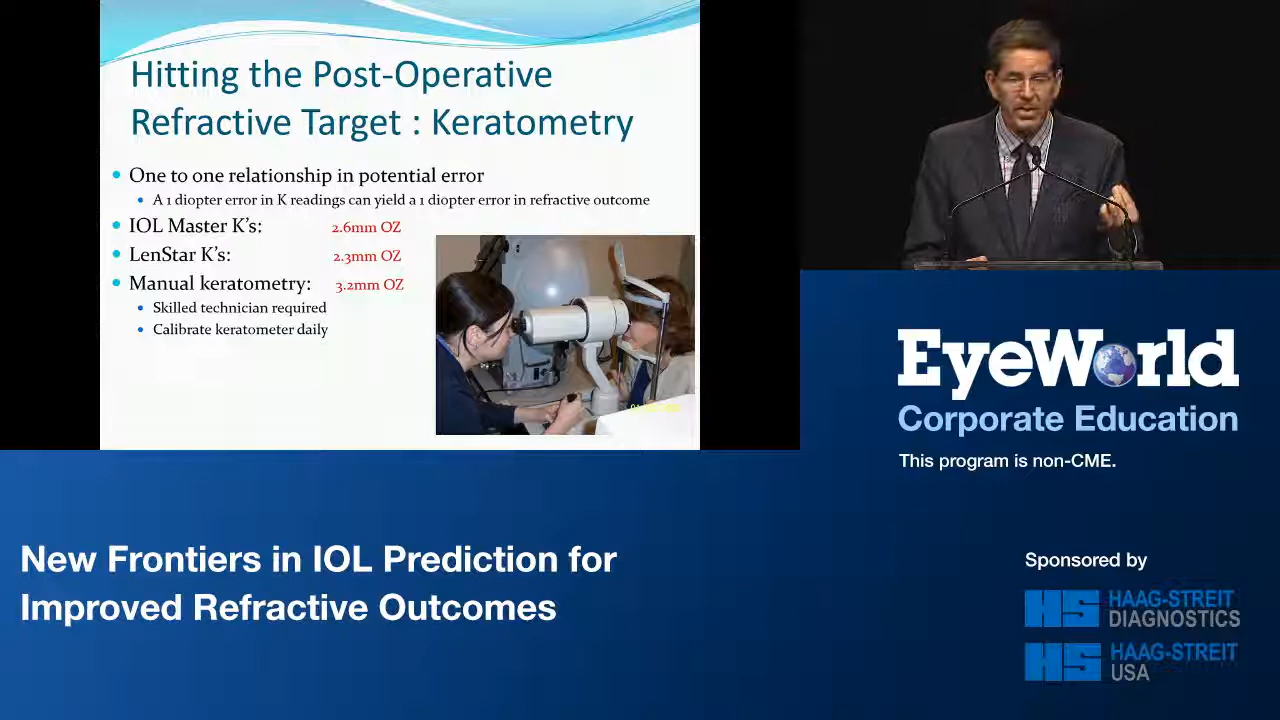 Hitting the Post-Operative
Refractive Target : Keratometry
One to one relationship in potential error
A 1 diopter error in K readings can yield a 1 diopter error in refractive outcome
IOL Master K's: 2.6mm OZ
LenStar K's: 2.3mm OZ
Manual keratometry: 3.2mm OZ
Skilled technician required
Calibrate keratometer daily
EyeWorld
Corporate Education
This program is non-CME.
New Frontiers in IOL Prediction for
Improved Refractive Outcomes
Sponsored by
HS HAAG-STREIT
DIAGNOSTICS
HS HAAG-STREIT
USA